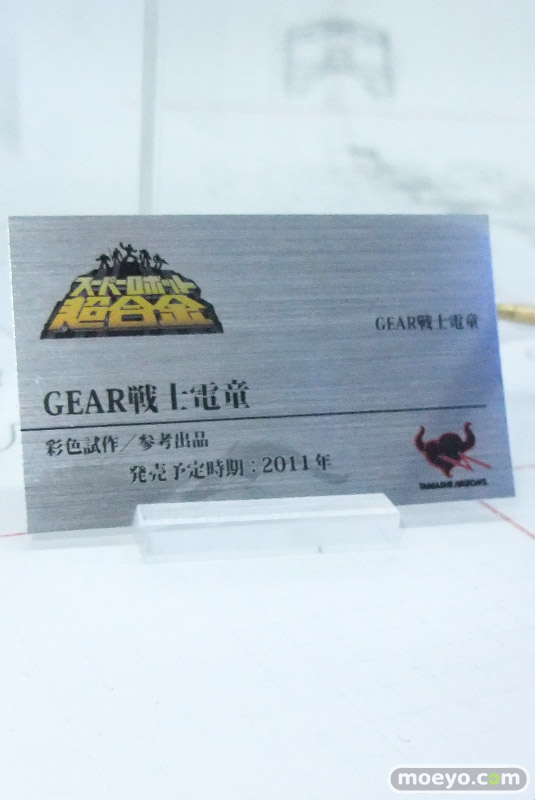 スーパーロボット
超合金
GEAR戦士電童
GEAR戦士電童
彩色試作／参考出品
発売予定時期：2011年
TAMASHII NATIONS
moeyo.com